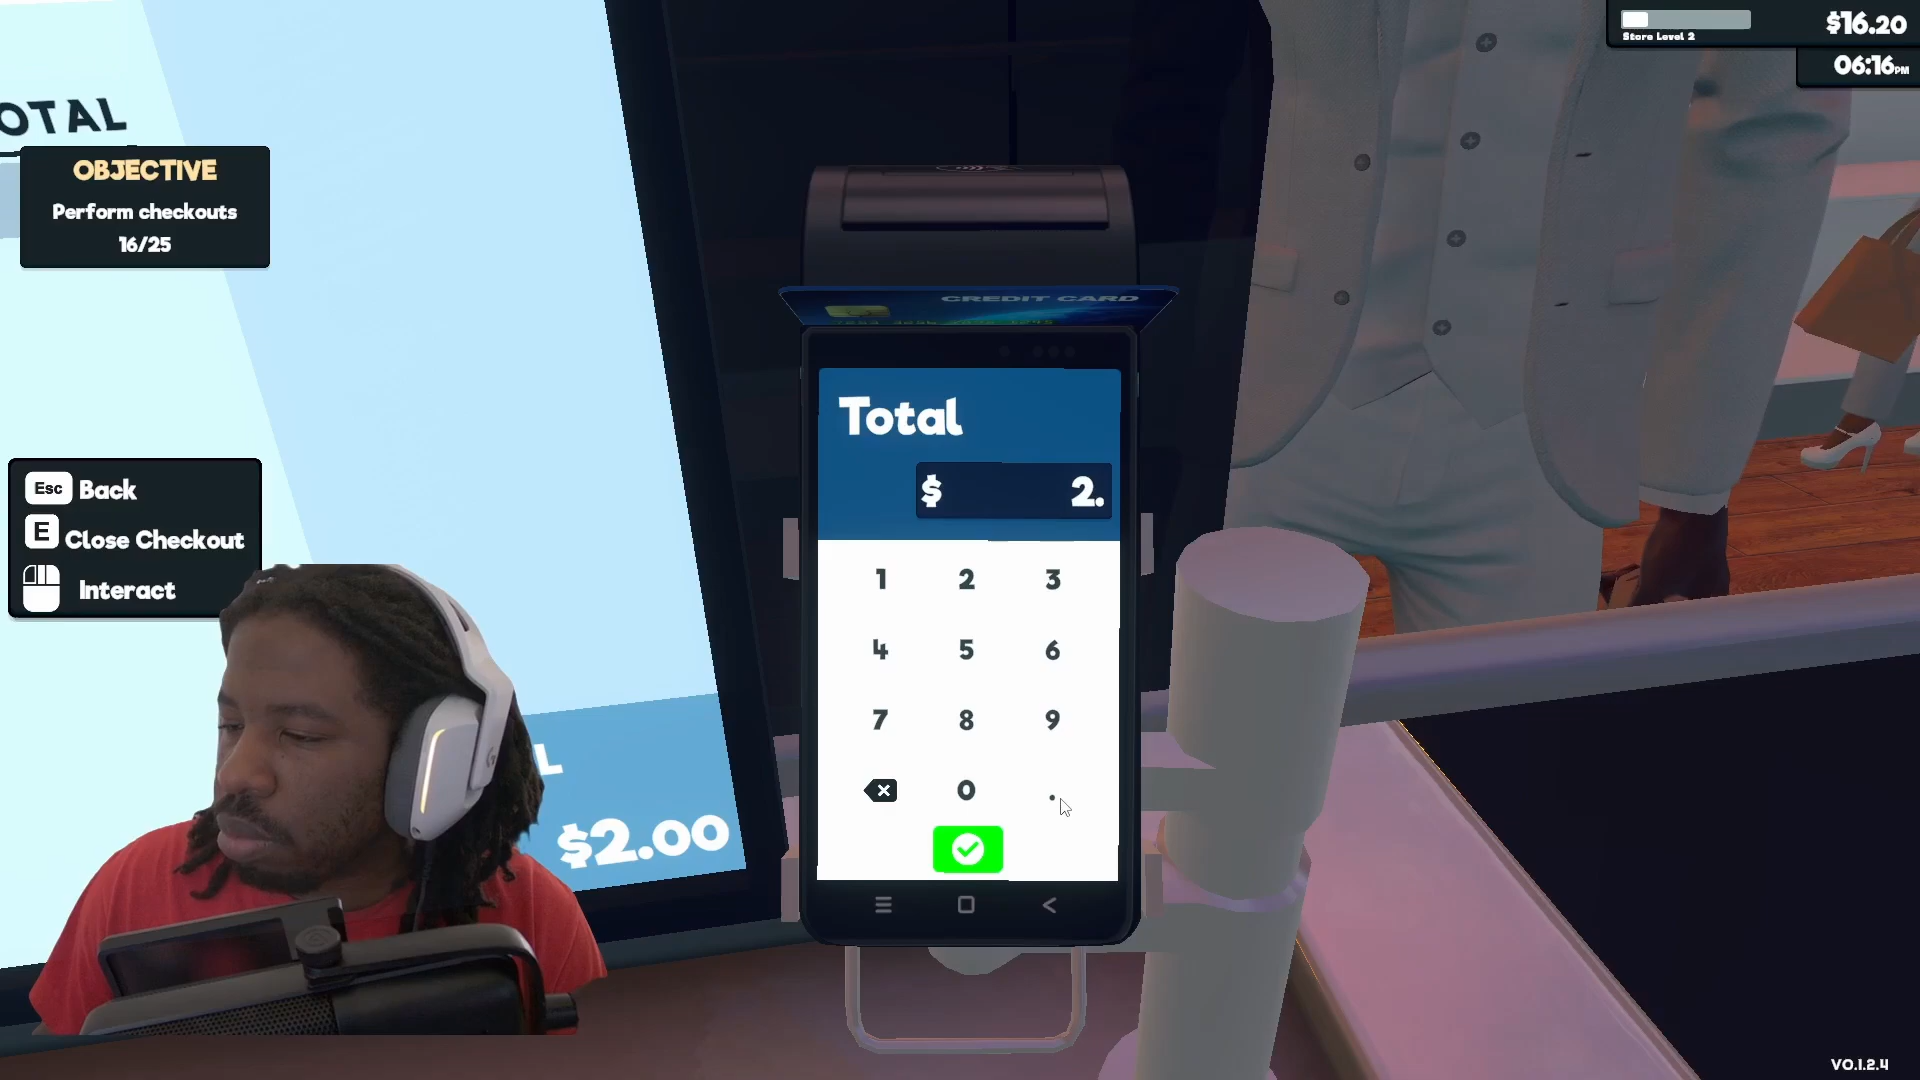 $16.20
Store Level 2
06:16PM
OTAL
OBJECTIVE
Perform checkouts
16/25
CREDIT CARD
Total
$ 2.
Esc Back
E Close Checkout
Interact
1 2 3
4 5 6
7 8 9
0 .
L
$2.00
V0.1.2.4